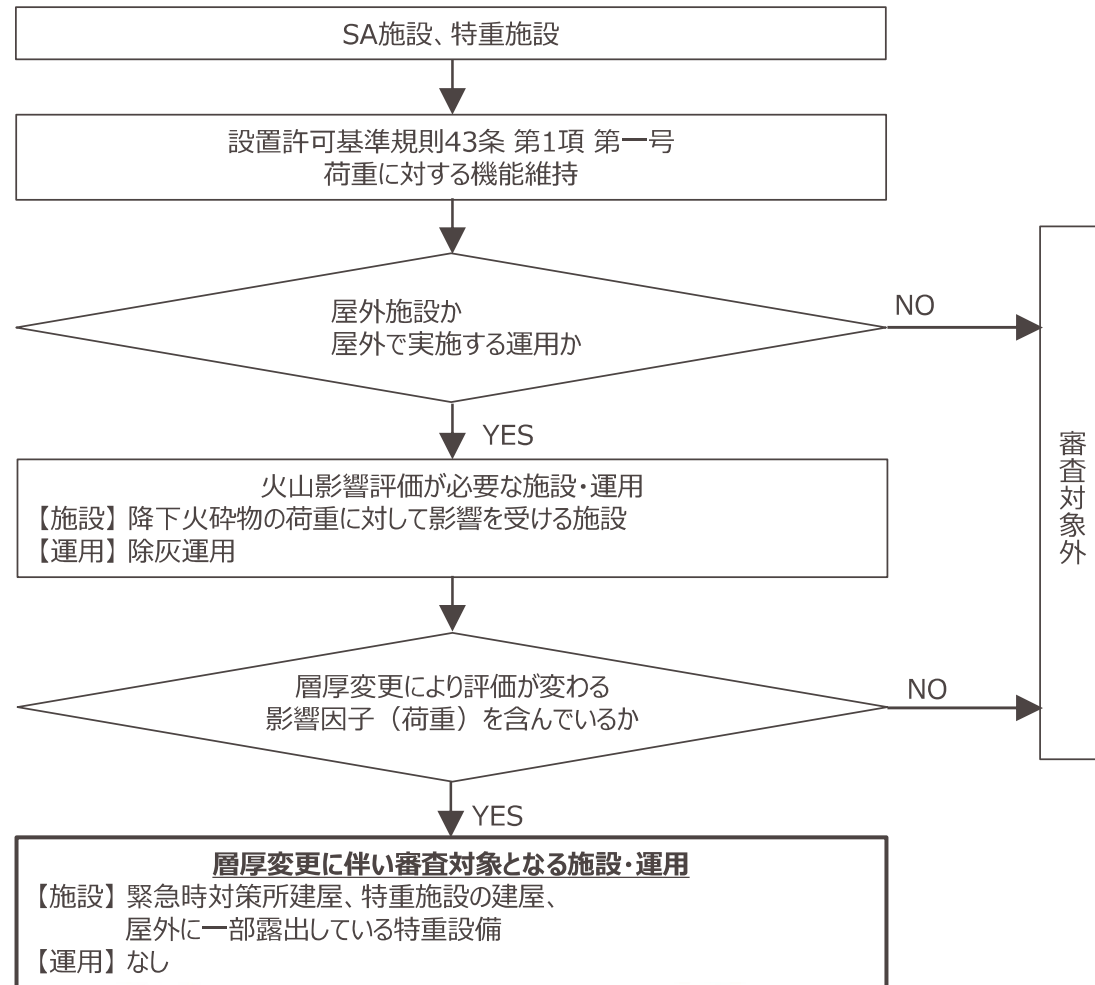 SA施設、特重施設
設置許可基準規則43条 第1項 第一号
荷重に対する機能維持
屋外施設か
屋外で実施する運用か
NO
YES
火山影響評価が必要な施設・運用
【施設】降下火砕物の荷重に対して影響を受ける施設
【運用】除灰運用
層厚変更により評価が変わる
影響因子（荷重）を含んでいるか
NO
審査対象外
YES
層厚変更に伴い審査対象となる施設・運用
【施設】緊急時対策所建屋、特重施設の建屋、
屋外に一部露出している特重設備
【運用】なし